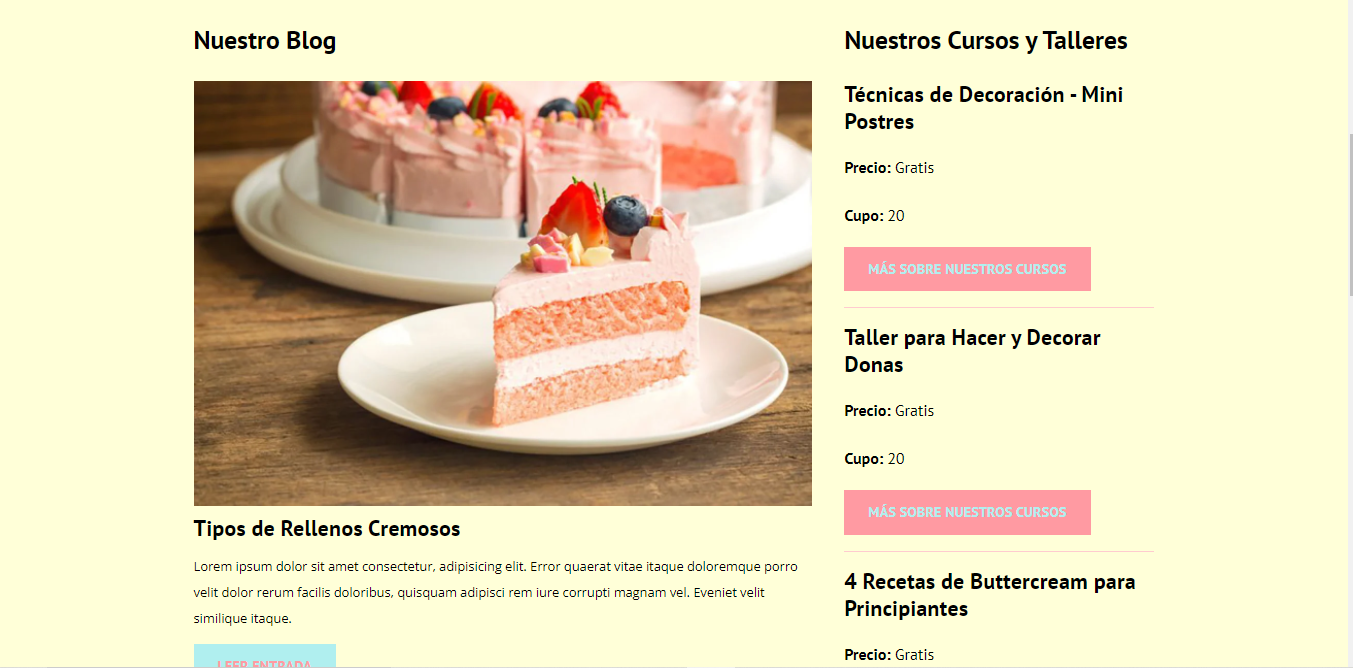 Nuestro Blog
Tipos de Rellenos Cremosos
Lorem ipsum dolor sit amet consectetur, adipisicing elit. Error quaerat vitae itaque doloremque porro
velit dolor rerum facilis doloribus, quisquam adipisci rem iure corrupti magnam vel. Eveniet velit
similique itaque.
LEER ENTRADA
Nuestros Cursos y Talleres
Técnicas de Decoración - Mini
Postres
Precio: Gratis
Cupo: 20
MÁS SOBRE NUESTROS CURSOS
Taller para Hacer y Decorar
Donas
Precio: Gratis
Cupo: 20
MÁS SOBRE NUESTROS CURSOS
4 Recetas de Buttercream para
Principiantes
Precio: Gratis